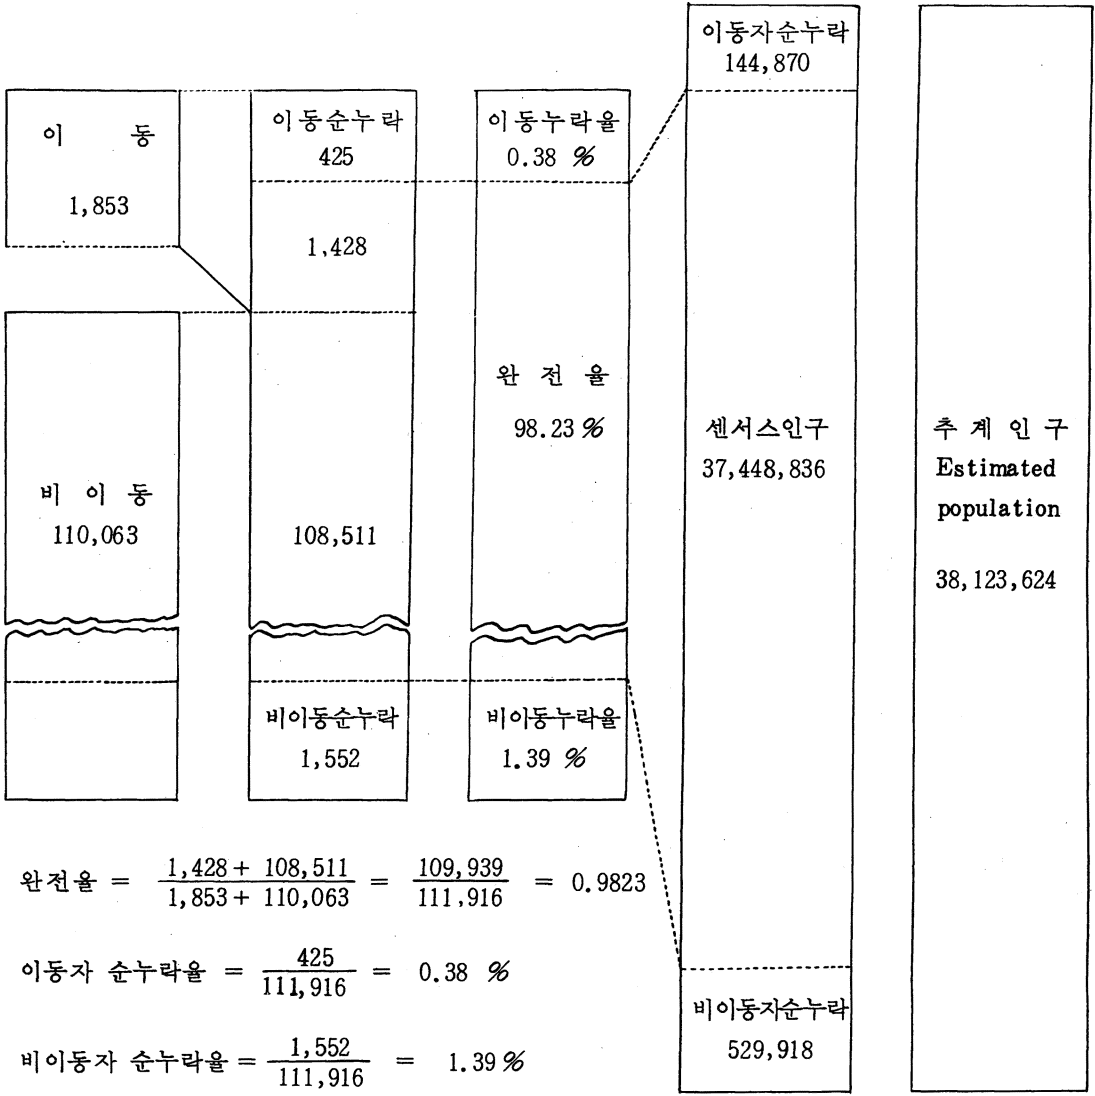 이 동
1,853
비 이 동
110,063
이동순누락
425
1,428
108,511
비이동순누락
1,552
이동누락율
0.38 %
완 전 율
98.23 %
비이동누락율
1.39 %
이동자순누락
144,870
센서스인구
37,448,836
비이동자순누락
529,918
추 계 인 구
Estimated
population
38,123,624
완전율 = 1,428 + 108,511 / 1,853 + 110,063 = 109,939 / 111,916 = 0.9823
이동자 순누락율 = 425 / 111,916 = 0.38 %
비이동자 순누락율 = 1,552 / 111,916 = 1.39 %